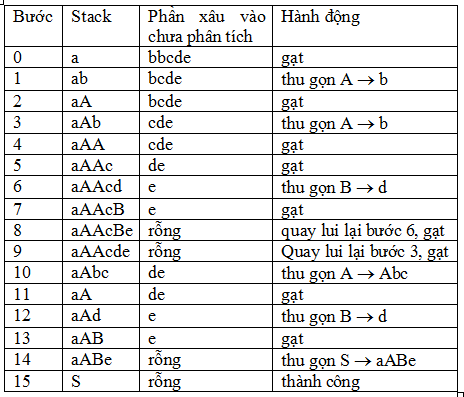 Bước Stack Phần xâu vào chưa phân tích Hành động
0 a bbcde gạt
1 ab bcde thu gọn A → b
2 aA bcde gạt
3 aAb cde thu gọn A → b
4 aAA cde gạt
5 aAAc de gạt
6 aAAcd e thu gọn B → d
7 aAAcB e gạt
8 aAAcBe rỗng quay lui lại bước 6, gạt
9 aAAcde rỗng Quay lui lại bước 3, gạt
10 aAbc de thu gọn A → Abc
11 aA de gạt
12 aAd e thu gọn B → d
13 aAB e gạt
14 aABe rỗng thu gọn S → aABe
15 S rỗng thành công